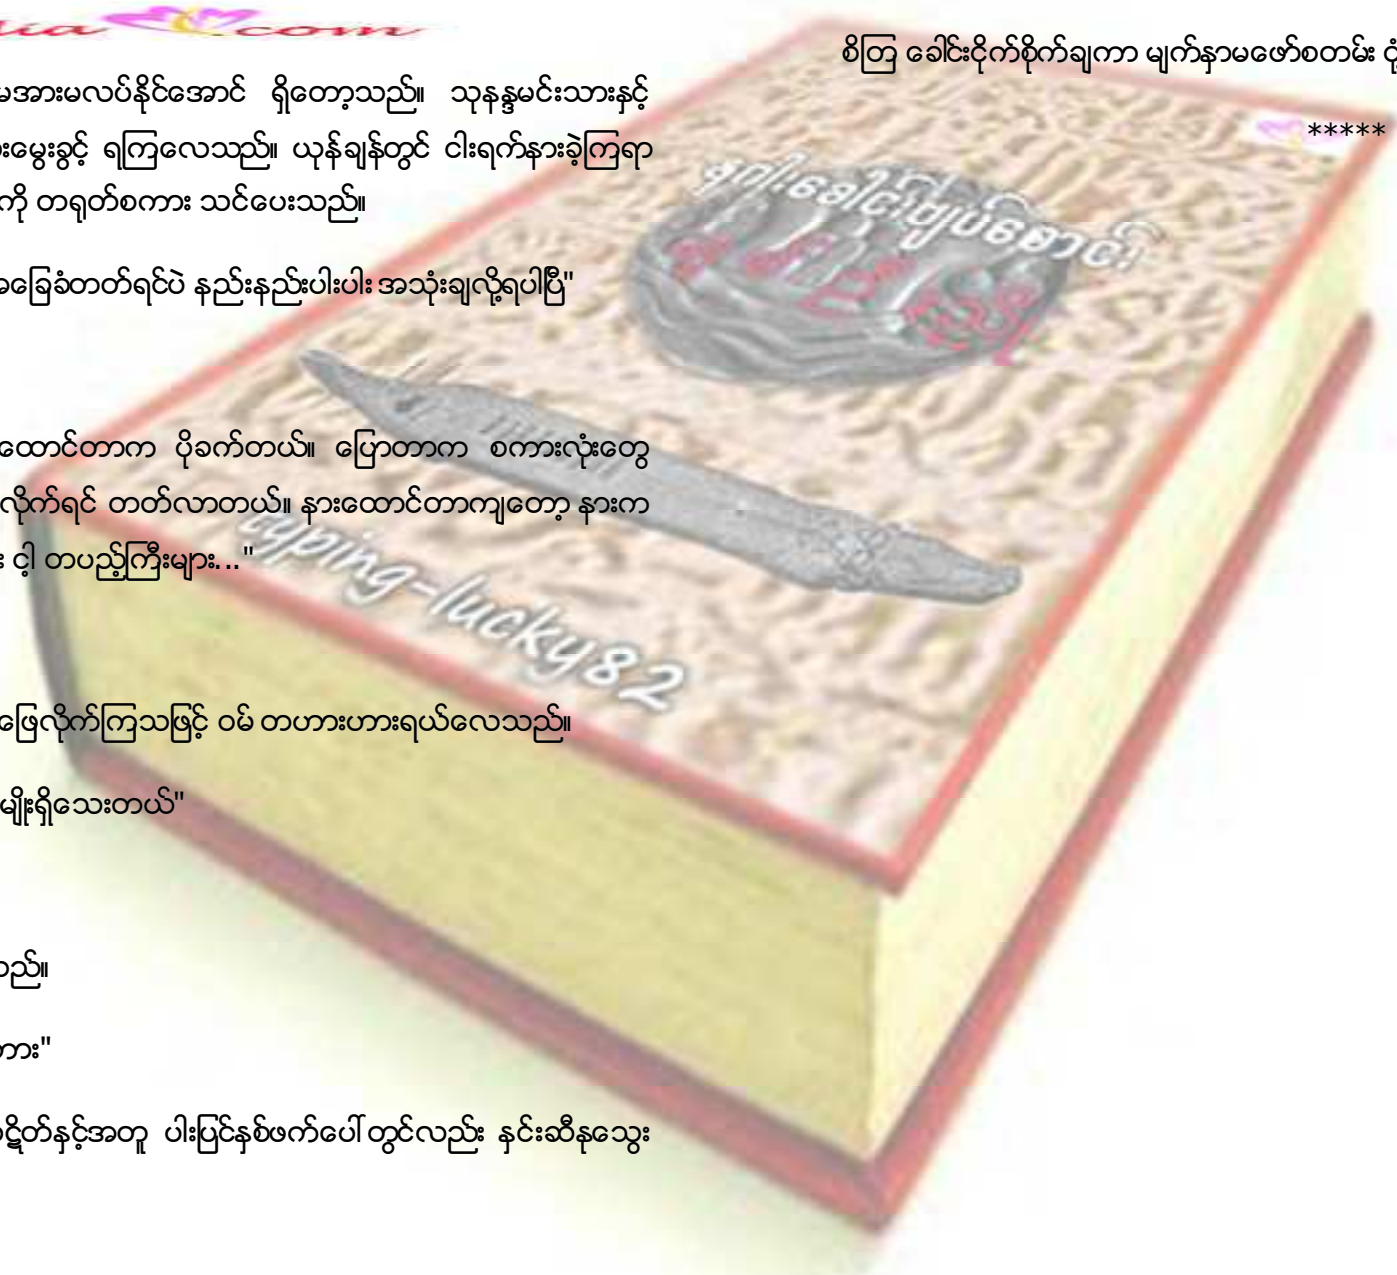 com
မအားမလပ်နိုင်အောင် ရှိတော့သည်။ သုနန္ဒမင်းသားနှင့်
းမွေးခွင့် ရကြလေသည်။ ယုန်ချန်တွင် ငါးရက်နားခဲ့ကြရာ
ကို တရုတ်စကား သင်ပေးသည်။
အခြေခံတတ်ရင်ပဲ နည်းနည်းပါးပါး အသုံးချလို့ရပါပြီ"
ထောင်တာက ပိုခက်တယ်။ ပြောတာက စကားလုံးတွေ
လိုက်ရင် တတ်လာတယ်။ နားထောင်တာကျတော့ နားက
း ငါ့ တပည့်ကြီးများ..."
ဖြေလိုက်ကြသဖြင့် ဝမ် တဟားဟားရယ်လေသည်။
မျိုးရှိသေးတယ်"
သည်။
ကား"
ဋိတ်နှင့်အတူ ပါးပြင်နှစ်ဖက်ပေါ်တွင်လည်း နှင်းဆီနုသွေး
စိတြ ခေါင်းငိုက်စိုက်ချကာ မျက်နှာမဖော်စတမ်း ငုံ့
*****
typing-lucky82